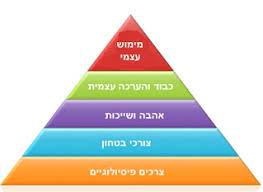 מימוש
עצמי
כבוד והערכה עצמית
אהבה ושייכות
צורכי בטחון
צרכים פיסיולוגיים